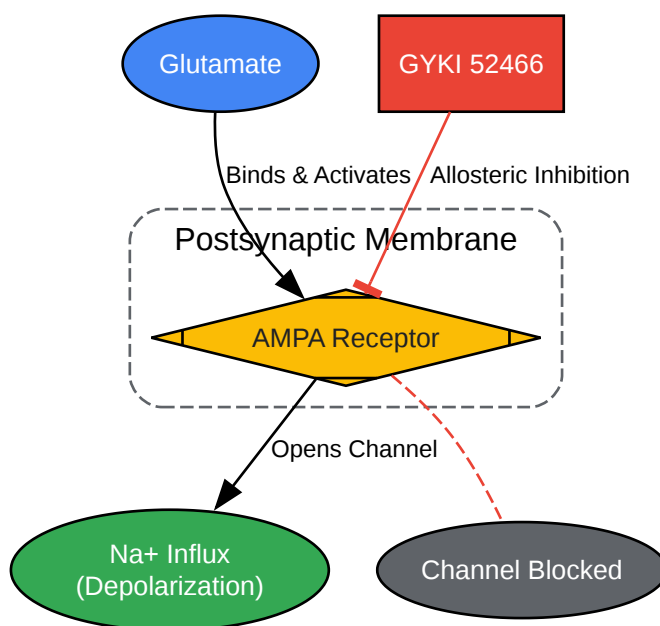 Glutamate
GYKI 52466
Binds & Activates
Allosteric Inhibition
Postsynaptic Membrane
AMPA Receptor
Opens Channel
Na+ Influx
(Depolarization)
Channel Blocked